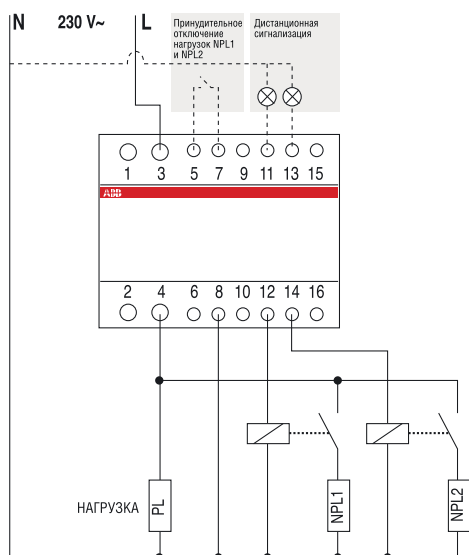 N 230 V~ L
Принудительное
отключение
нагрузок NPL1
и NPL2
Дистанционная
сигнализация
1 3 5 7 9 11 13 15
ABB
2 4 6 8 10 12 14 16
НАГРУЗКА PL
NPL1
NPL2